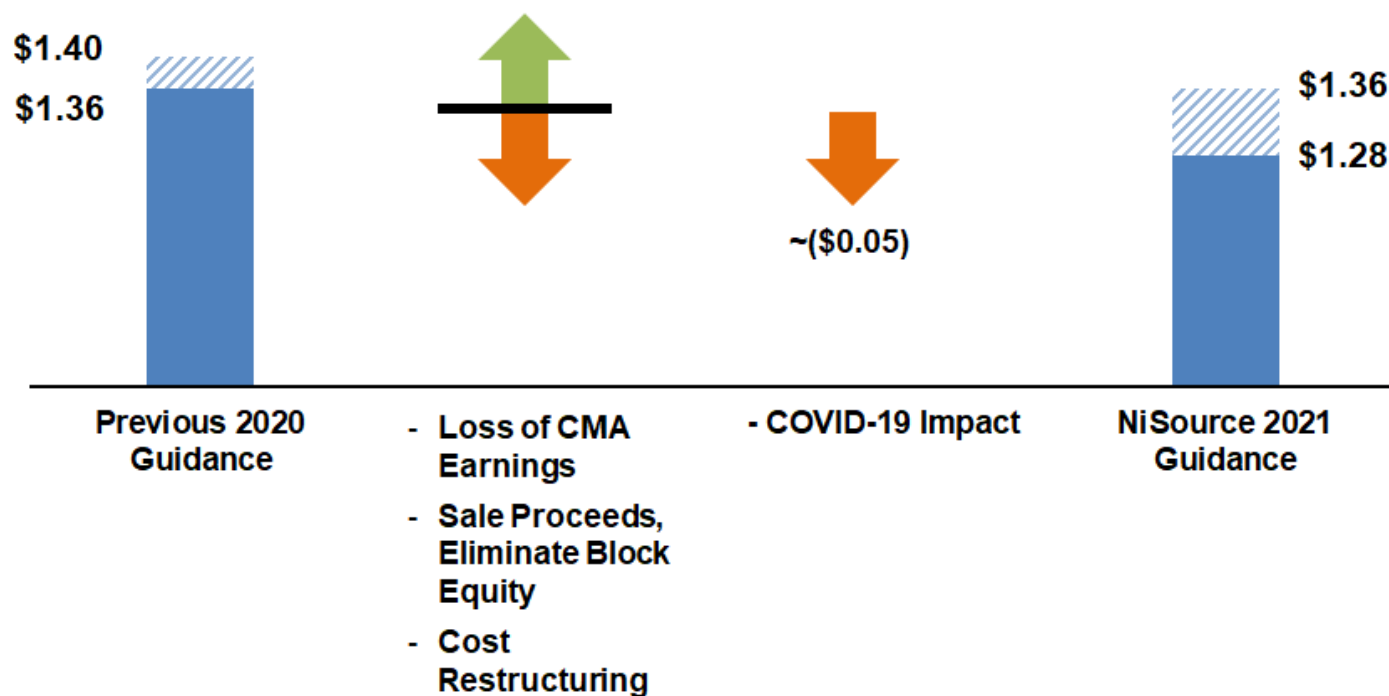 $1.40
$1.36
~($0.05)
$1.36
$1.28
Previous 2020
Guidance
- Loss of CMA
Earnings
- Sale Proceeds,
Eliminate Block
Equity
- Cost
Restructuring
- COVID-19 Impact
NiSource 2021
Guidance